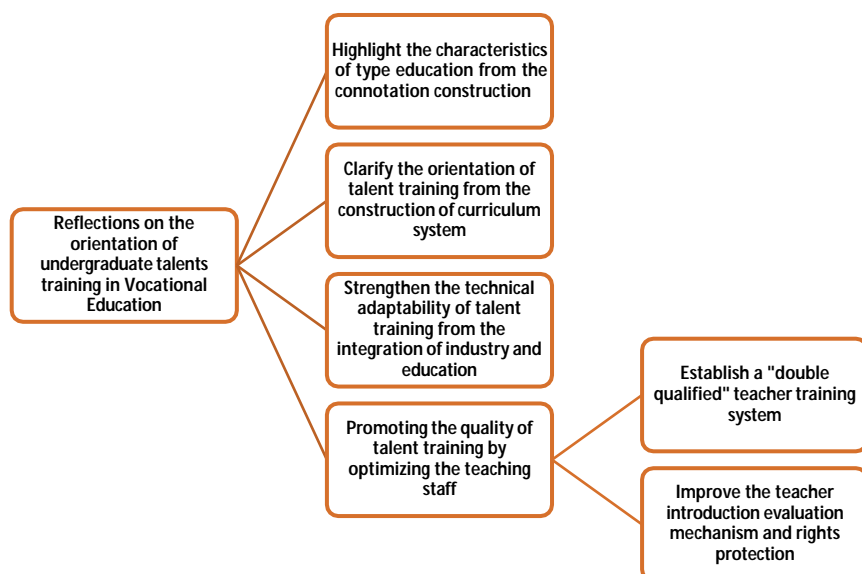 Highlight the characteristics
of type education from the
connotation construction
Clarify the orientation of
talent training from the
construction of curriculum
system
Reflections on the
orientation of
undergraduate talents
training in Vocational
Education
Strengthen the technical
adaptability of talent
training from the
integration of industry and
education
Promoting the quality of
talent training by
optimizing the teaching
staff
Establish a "double
qualified" teacher training
system
Improve the teacher
introduction evaluation
mechanism and rights
protection